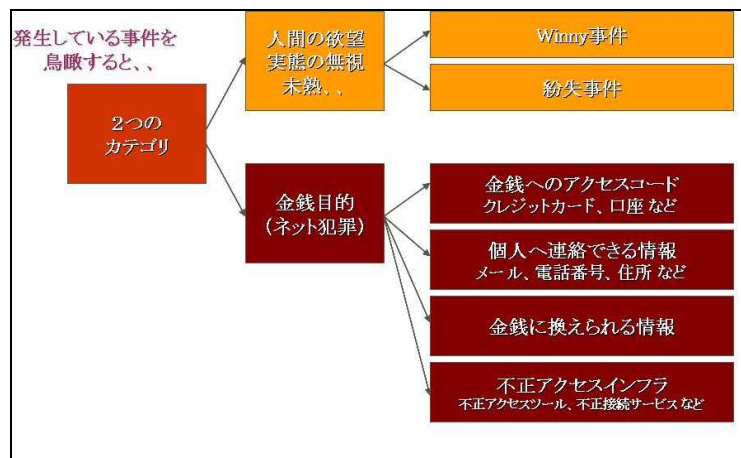 発生している事件を
鳥瞰すると、、
2つの
カテゴリ
人間の欲望
実態の無視
未熟、、
Winny事件
紛失事件
金銭目的
(ネット犯罪)
金銭へのアクセスコード
クレジットカード、口座 など
個人へ連絡できる情報
メール、電話番号、住所 など
金銭に換えられる情報
不正アクセスインフラ
不正アクセスツール、不正接続サービス など